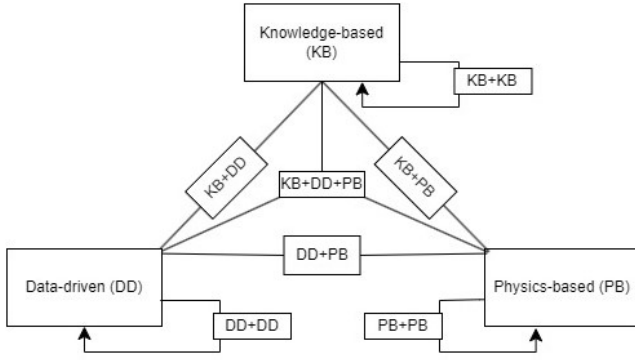 Knowledge-based
(KB)
KB+KB
KB+DD
KB+PB
KB+DD+PB
DD+PB
Data-driven (DD)
Physics-based (PB)
DD+DD
PB+PB